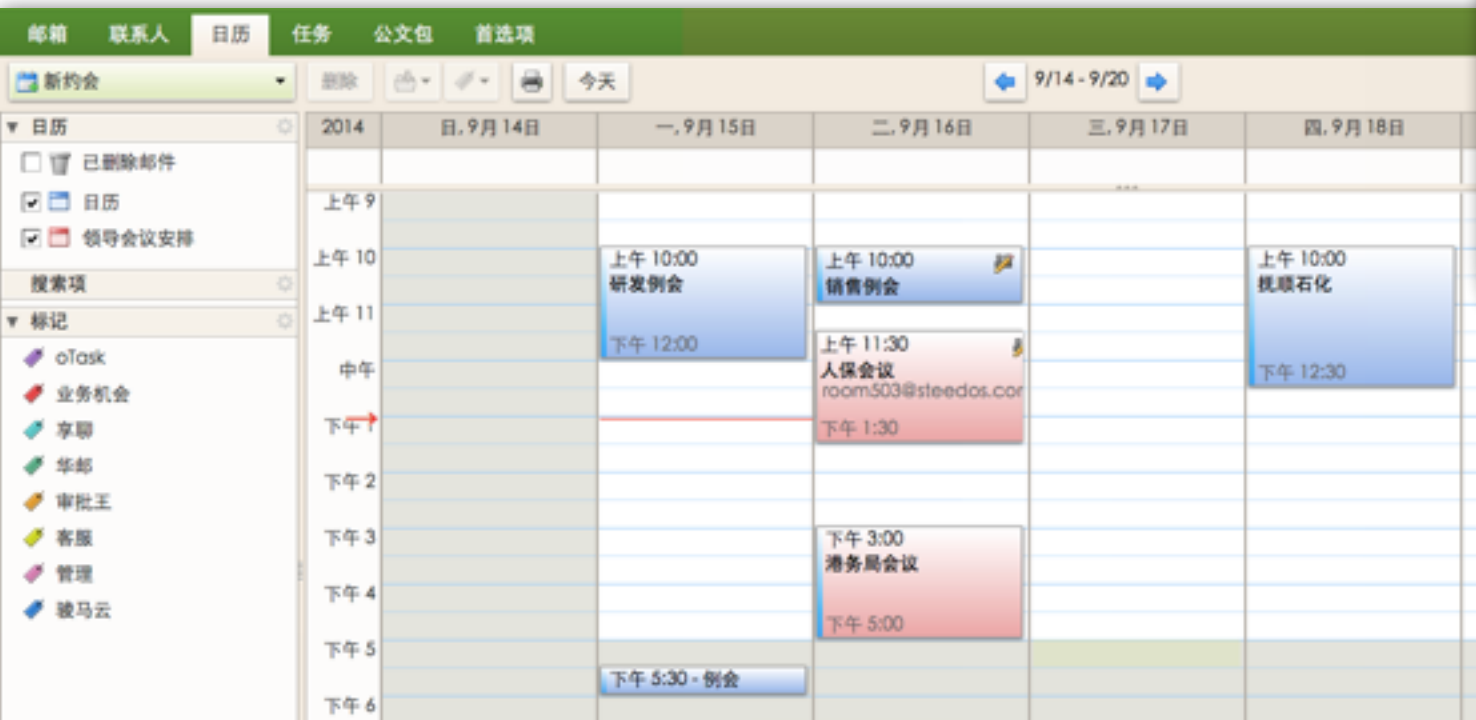 邮箱 联系人 日历 任务 公文包 首选项
新约会 删除 今天 9/14 - 9/20
日历
已删除邮件
日历
领导会议安排
搜索项
标记
oTask
业务机会
享聊
华邮
审批王
客服
管理
骏马云
2014 日, 9月 14日 一, 9月 15日 二, 9月 16日 三, 9月 17日 四, 9月 18日
上午 9
上午 10
上午 11
中午
下午 1
下午 2
下午 3
下午 4
下午 5
下午 6
上午 10:00
研发例会
下午 12:00
下午 5:30 - 例会
上午 10:00
销售例会
上午 11:30
人保会议
room503@steedos.cor
下午 1:30
下午 3:00
港务局会议
下午 5:00
上午 10:00
抚顺石化
下午 12:30